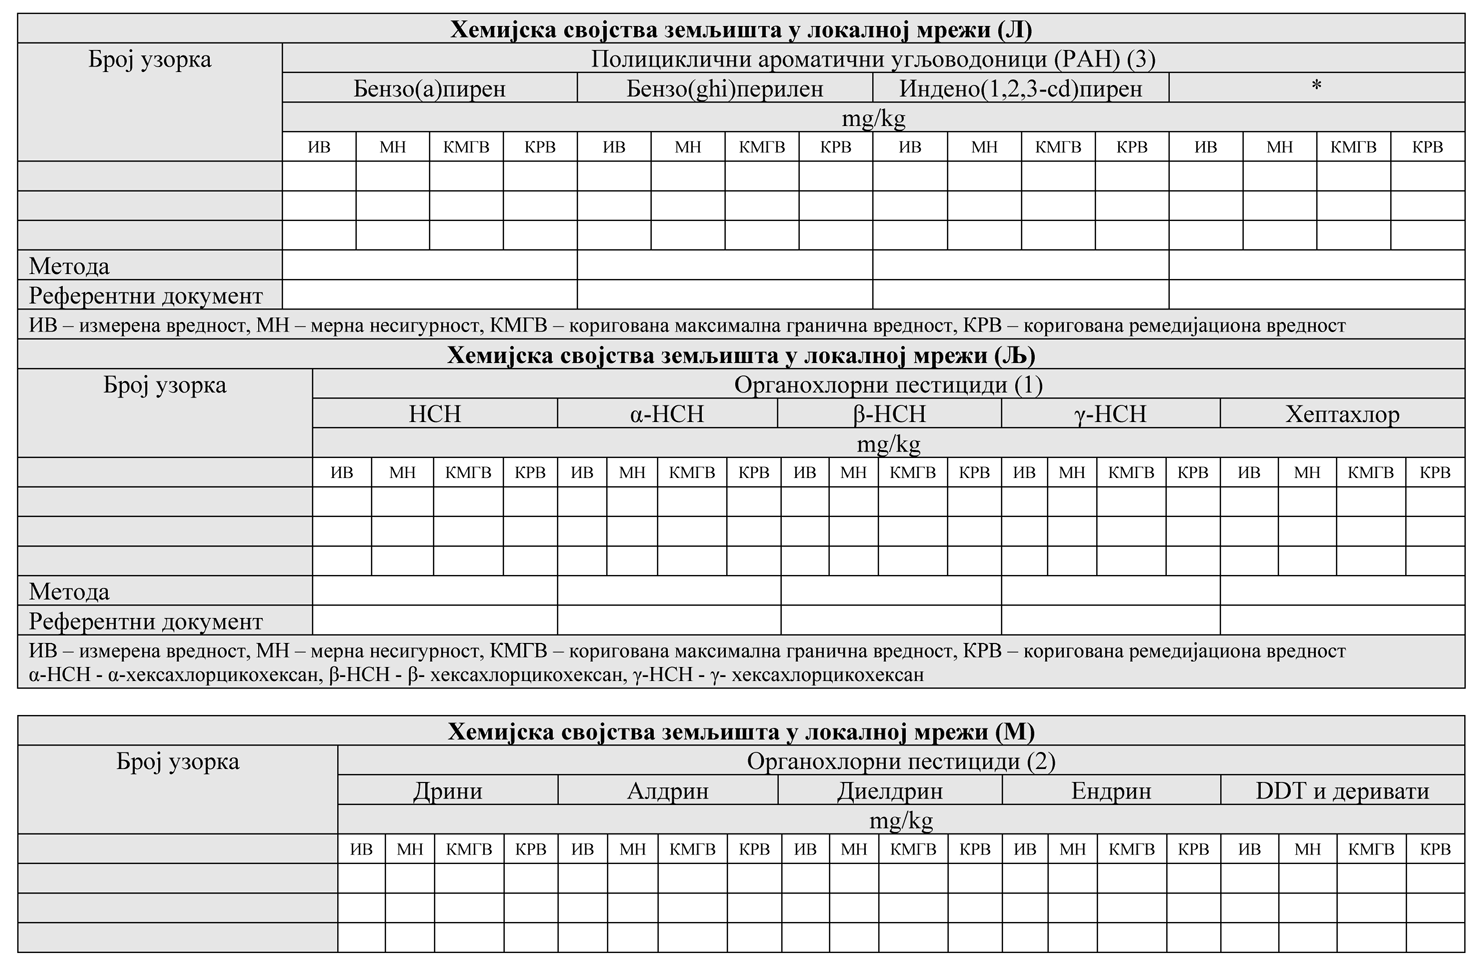 Хемијска својства земљишта у локалној мрежи (Л)
Број узорка
Полициклични ароматични угљоводоници (PAH) (3)
Бензо(а)пирен Бензо(ghi)перилен Индено(1,2,3-cd)пирен *
mg/kg
ИВ МН КМГВ КРВ ИВ МН КМГВ КРВ ИВ МН КМГВ КРВ ИВ МН КМГВ КРВ
Метода
Референтни документ
ИВ – измерена вредност, МН – мерна несигурност, КМГВ – коригована максимална гранична вредност, КРВ – коригована ремедијациона вредност
Хемијска својства земљишта у локалној мрежи (Љ)
Број узорка
Органохлорни пестициди (1)
HCH α-HCH β-HCH γ-HCH Хептахлор
mg/kg
ИВ МН КМГВ КРВ ИВ МН КМГВ КРВ ИВ МН КМГВ КРВ ИВ МН КМГВ КРВ ИВ МН КМГВ КРВ
Метода
Референтни документ
ИВ – измерена вредност, МН – мерна несигурност, КМГВ – коригована максимална гранична вредност, КРВ – коригована ремедијациона вредност
α-HCH - α-хексахлорцикохексан, β-HCH - β- хексахлорцикохексан, γ-HCH - γ- хексахлорцикохексан
Хемијска својства земљишта у локалној мрежи (М)
Број узорка
Органохлорни пестициди (2)
Дрини Алдрин Диелдрин Ендрин DDT и деривати
mg/kg
ИВ МН КМГВ КРВ ИВ МН КМГВ КРВ ИВ МН КМГВ КРВ ИВ МН КМГВ КРВ ИВ МН КМГВ КРВ